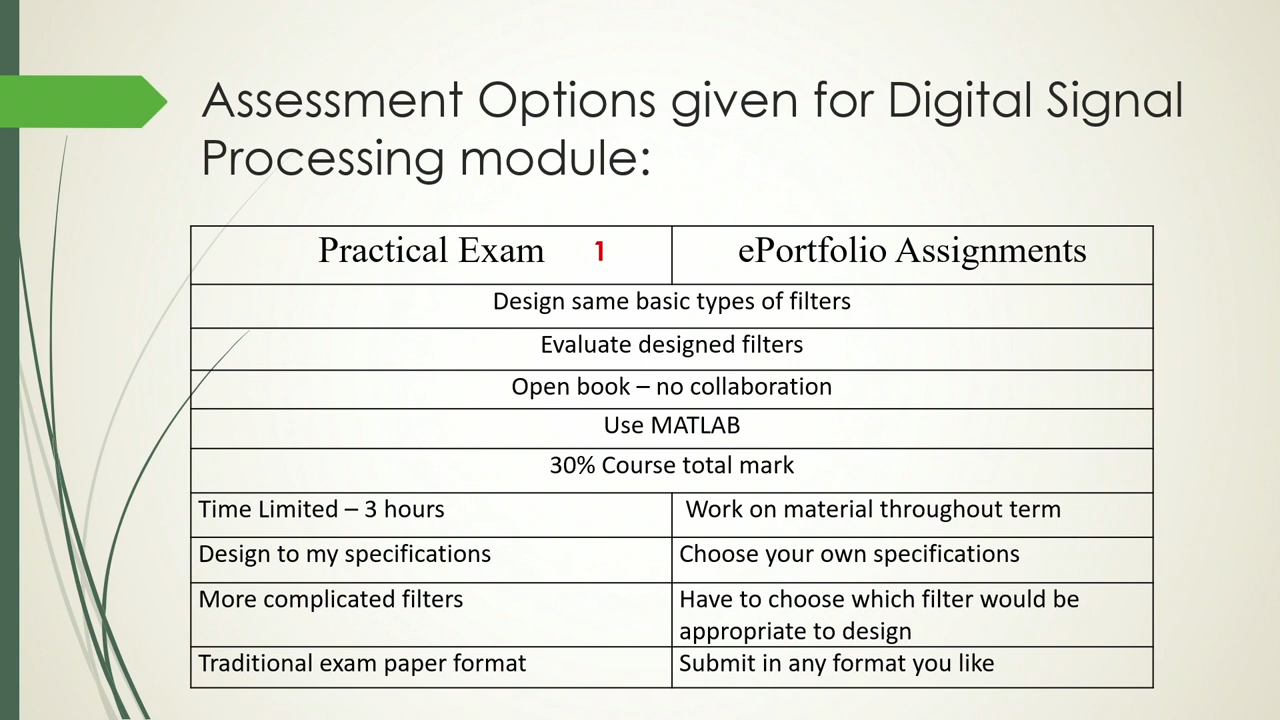 Assessment Options given for Digital Signal
Processing module:
Practical Exam 1 ePortfolio Assignments
Design same basic types of filters
Evaluate designed filters
Open book – no collaboration
Use MATLAB
30% Course total mark
Time Limited – 3 hours Work on material throughout term
Design to my specifications Choose your own specifications
More complicated filters Have to choose which filter would be
appropriate to design
Traditional exam paper format Submit in any format you like